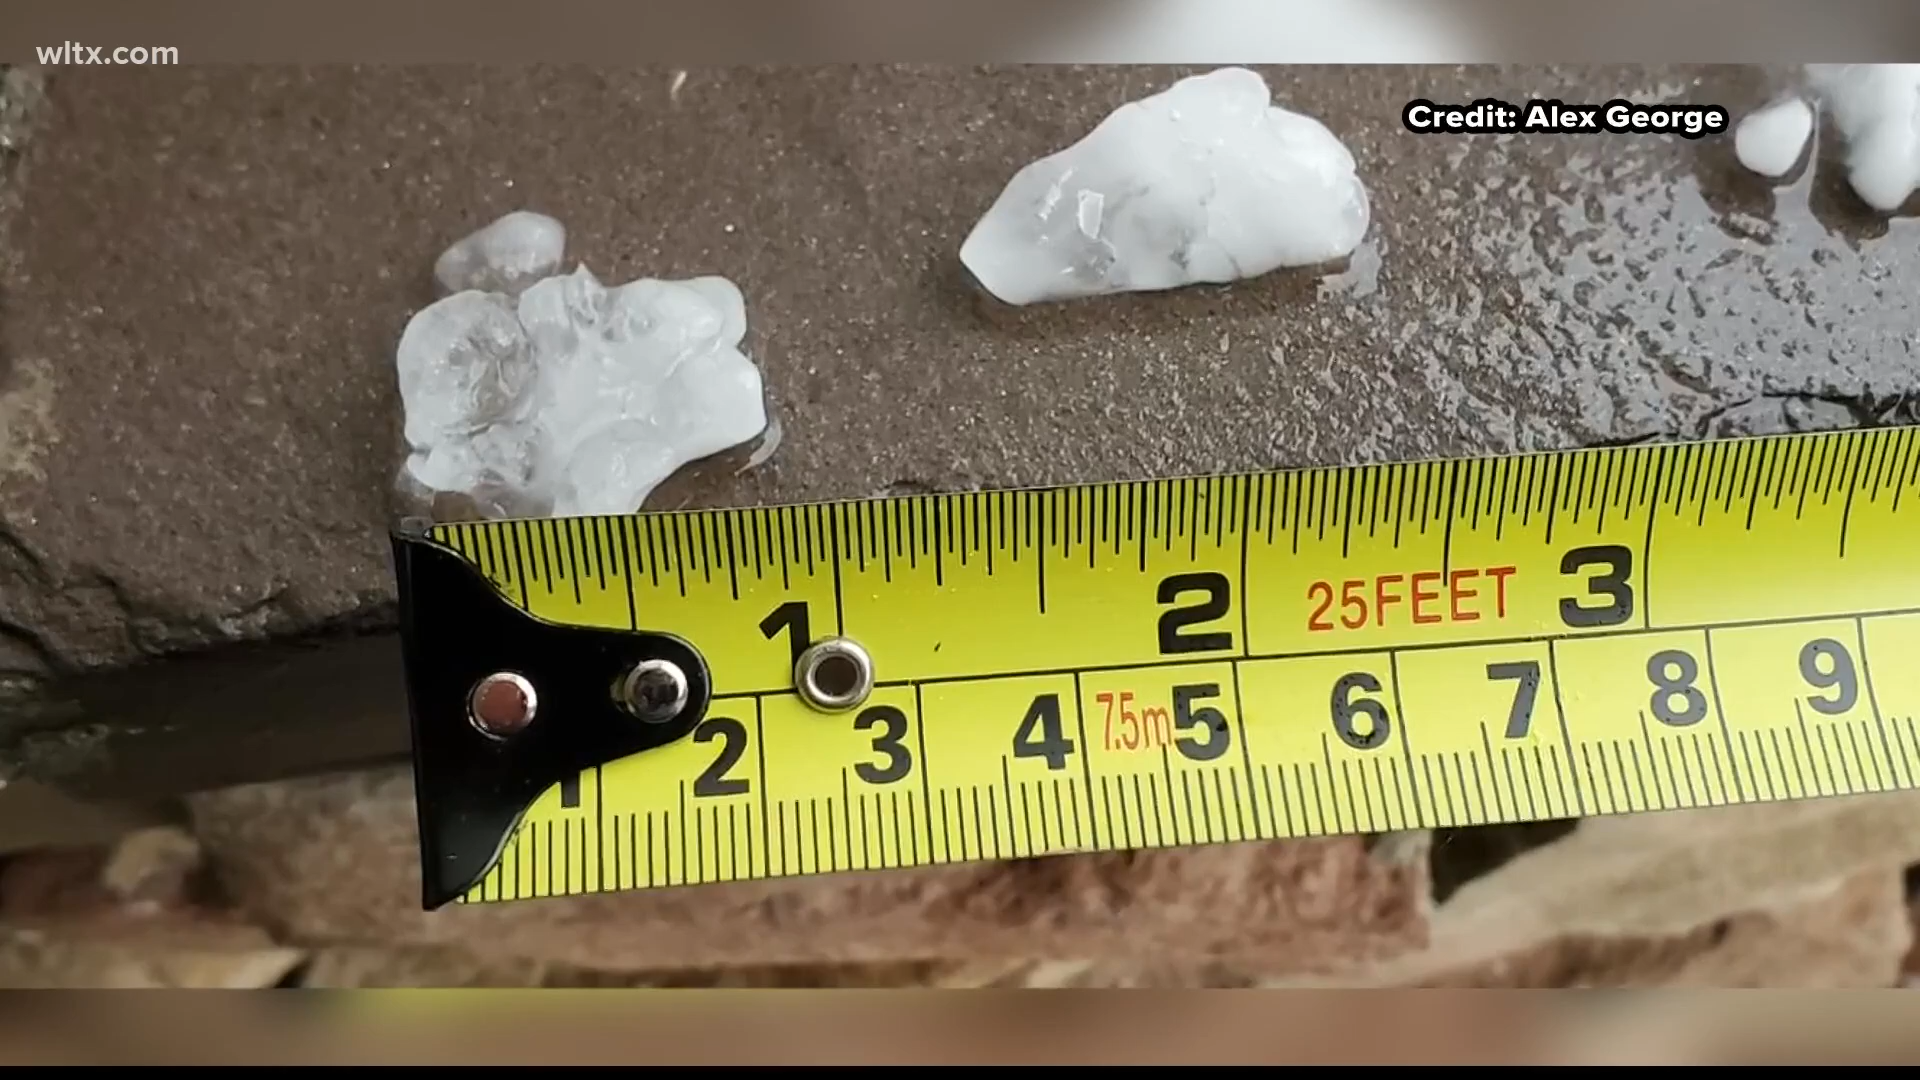 wltx.com
Credit: Alex George
1 2 25FEET 3
1 2 3 4 7.5m 5 6 7 8 9